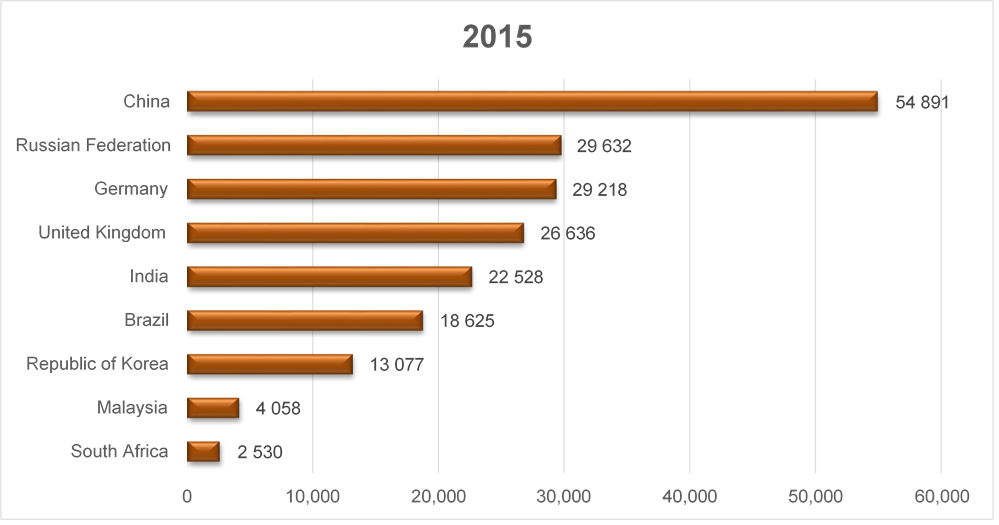 2015
China 54 891
Russian Federation 29 632
Germany 29 218
United Kingdom 26 636
India 22 528
Brazil 18 625
Republic of Korea 13 077
Malaysia 4 058
South Africa 2 530
0 10,000 20,000 30,000 40,000 50,000 60,000